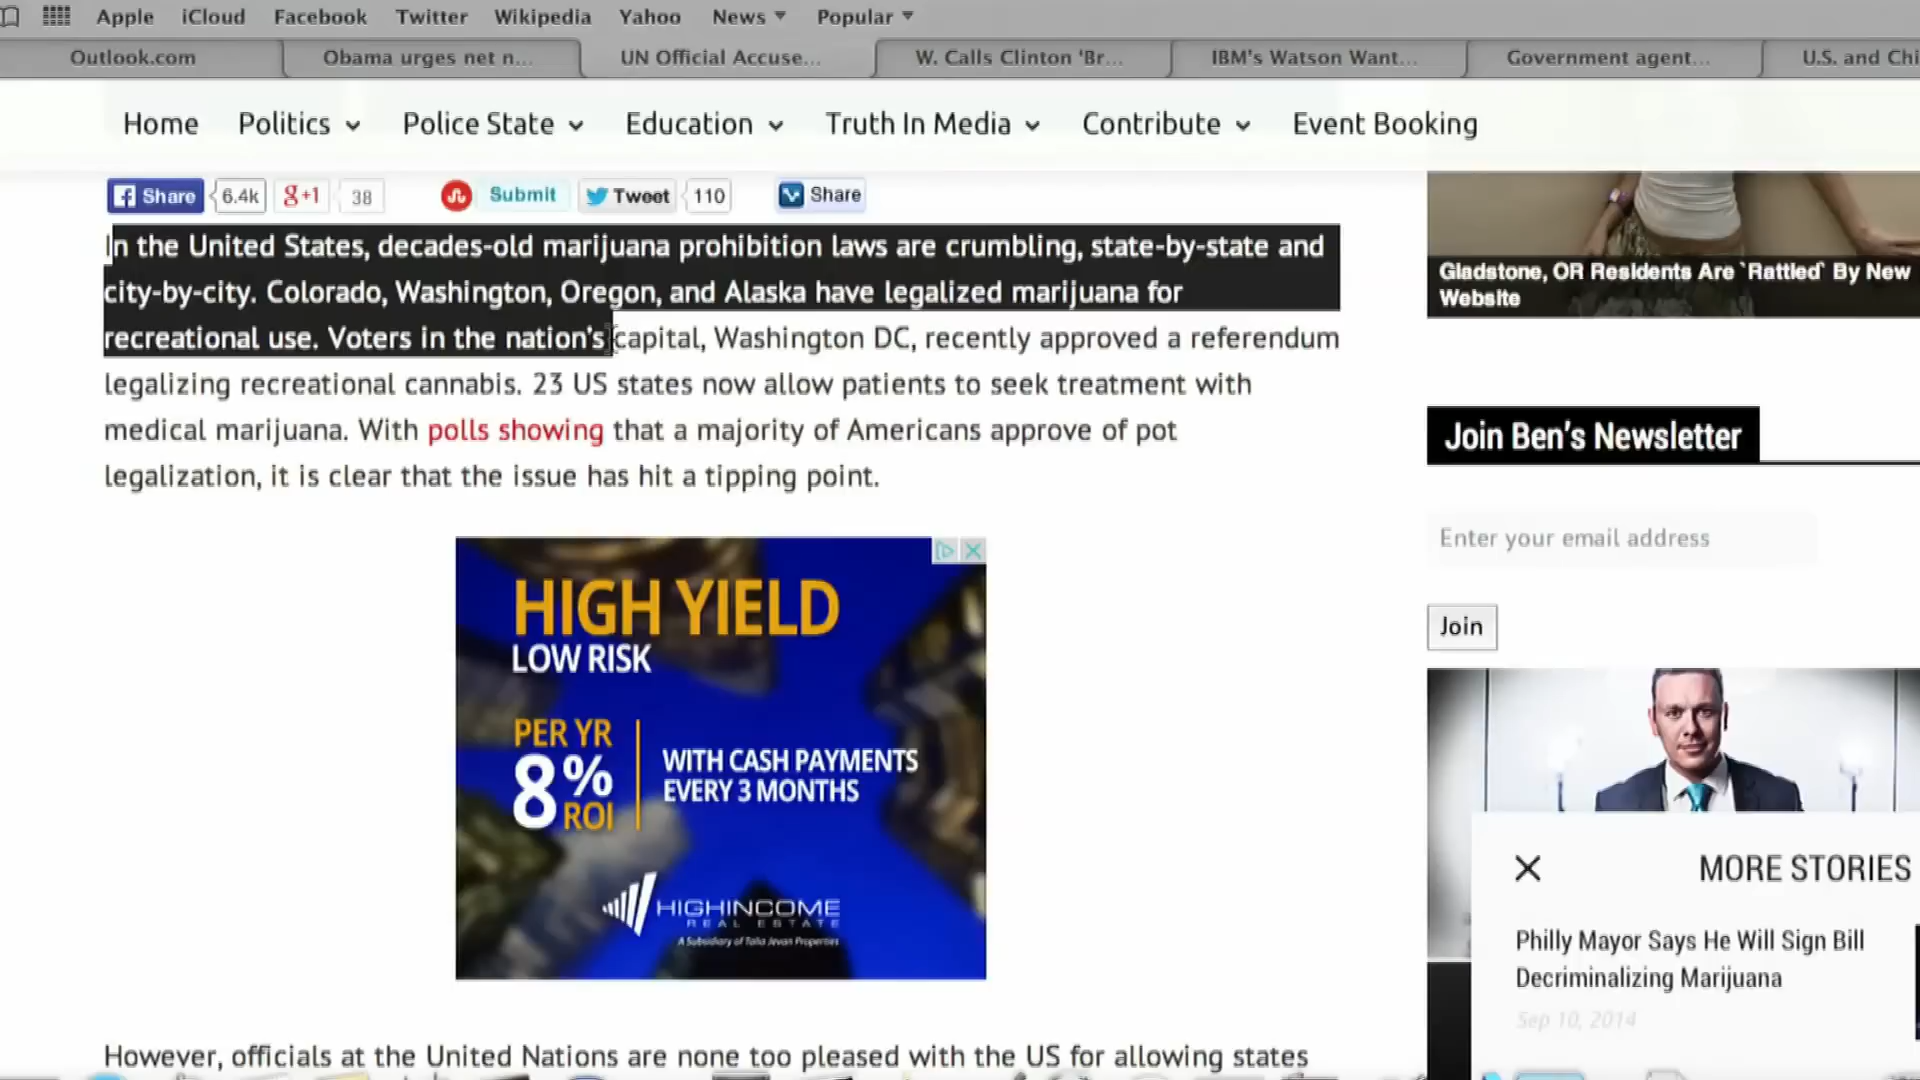 Apple iCloud Facebook Twitter Wikipedia Yahoo News Popular
Outlook.com Obama urges net n... UN Official Accuse... W. Calls Clinton 'Br... IBM's Watson Want... Government agent... U.S. and Chi
Home Politics Police State Education Truth In Media Contribute Event Booking
Share 6.4k g+1 38 Submit Tweet 110 Share
In the United States, decades-old marijuana prohibition laws are crumbling, state-by-state and
city-by-city. Colorado, Washington, Oregon, and Alaska have legalized marijuana for
recreational use. Voters in the nation's capital, Washington DC, recently approved a referendum
legalizing recreational cannabis. 23 US states now allow patients to seek treatment with
medical marijuana. With polls showing that a majority of Americans approve of pot
legalization, it is clear that the issue has hit a tipping point.
HIGH YIELD
LOW RISK
PER YR
8%
ROI
WITH CASH PAYMENTS
EVERY 3 MONTHS
HIGHINCOME
REAL ESTATE
A Subsidiary of Talia Jevan Properties
However, officials at the United Nations are none too pleased with the US for allowing states
Gladstone, OR Residents Are `Rattled` By New
Website
Join Ben's Newsletter
Enter your email address
Join
MORE STORIES
Philly Mayor Says He Will Sign Bill
Decriminalizing Marijuana
Sep 10, 2014